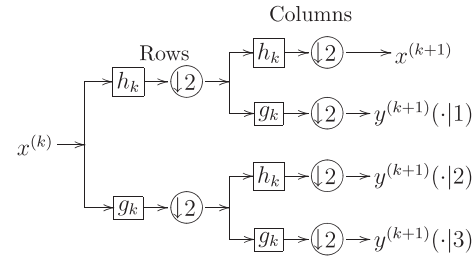 Columns
Rows
h_k ↓2 x^{(k+1)}
h_k ↓2
g_k ↓2 y^{(k+1)}(·|1)
x^{(k)}
h_k ↓2 y^{(k+1)}(·|2)
g_k ↓2
g_k ↓2 y^{(k+1)}(·|3)